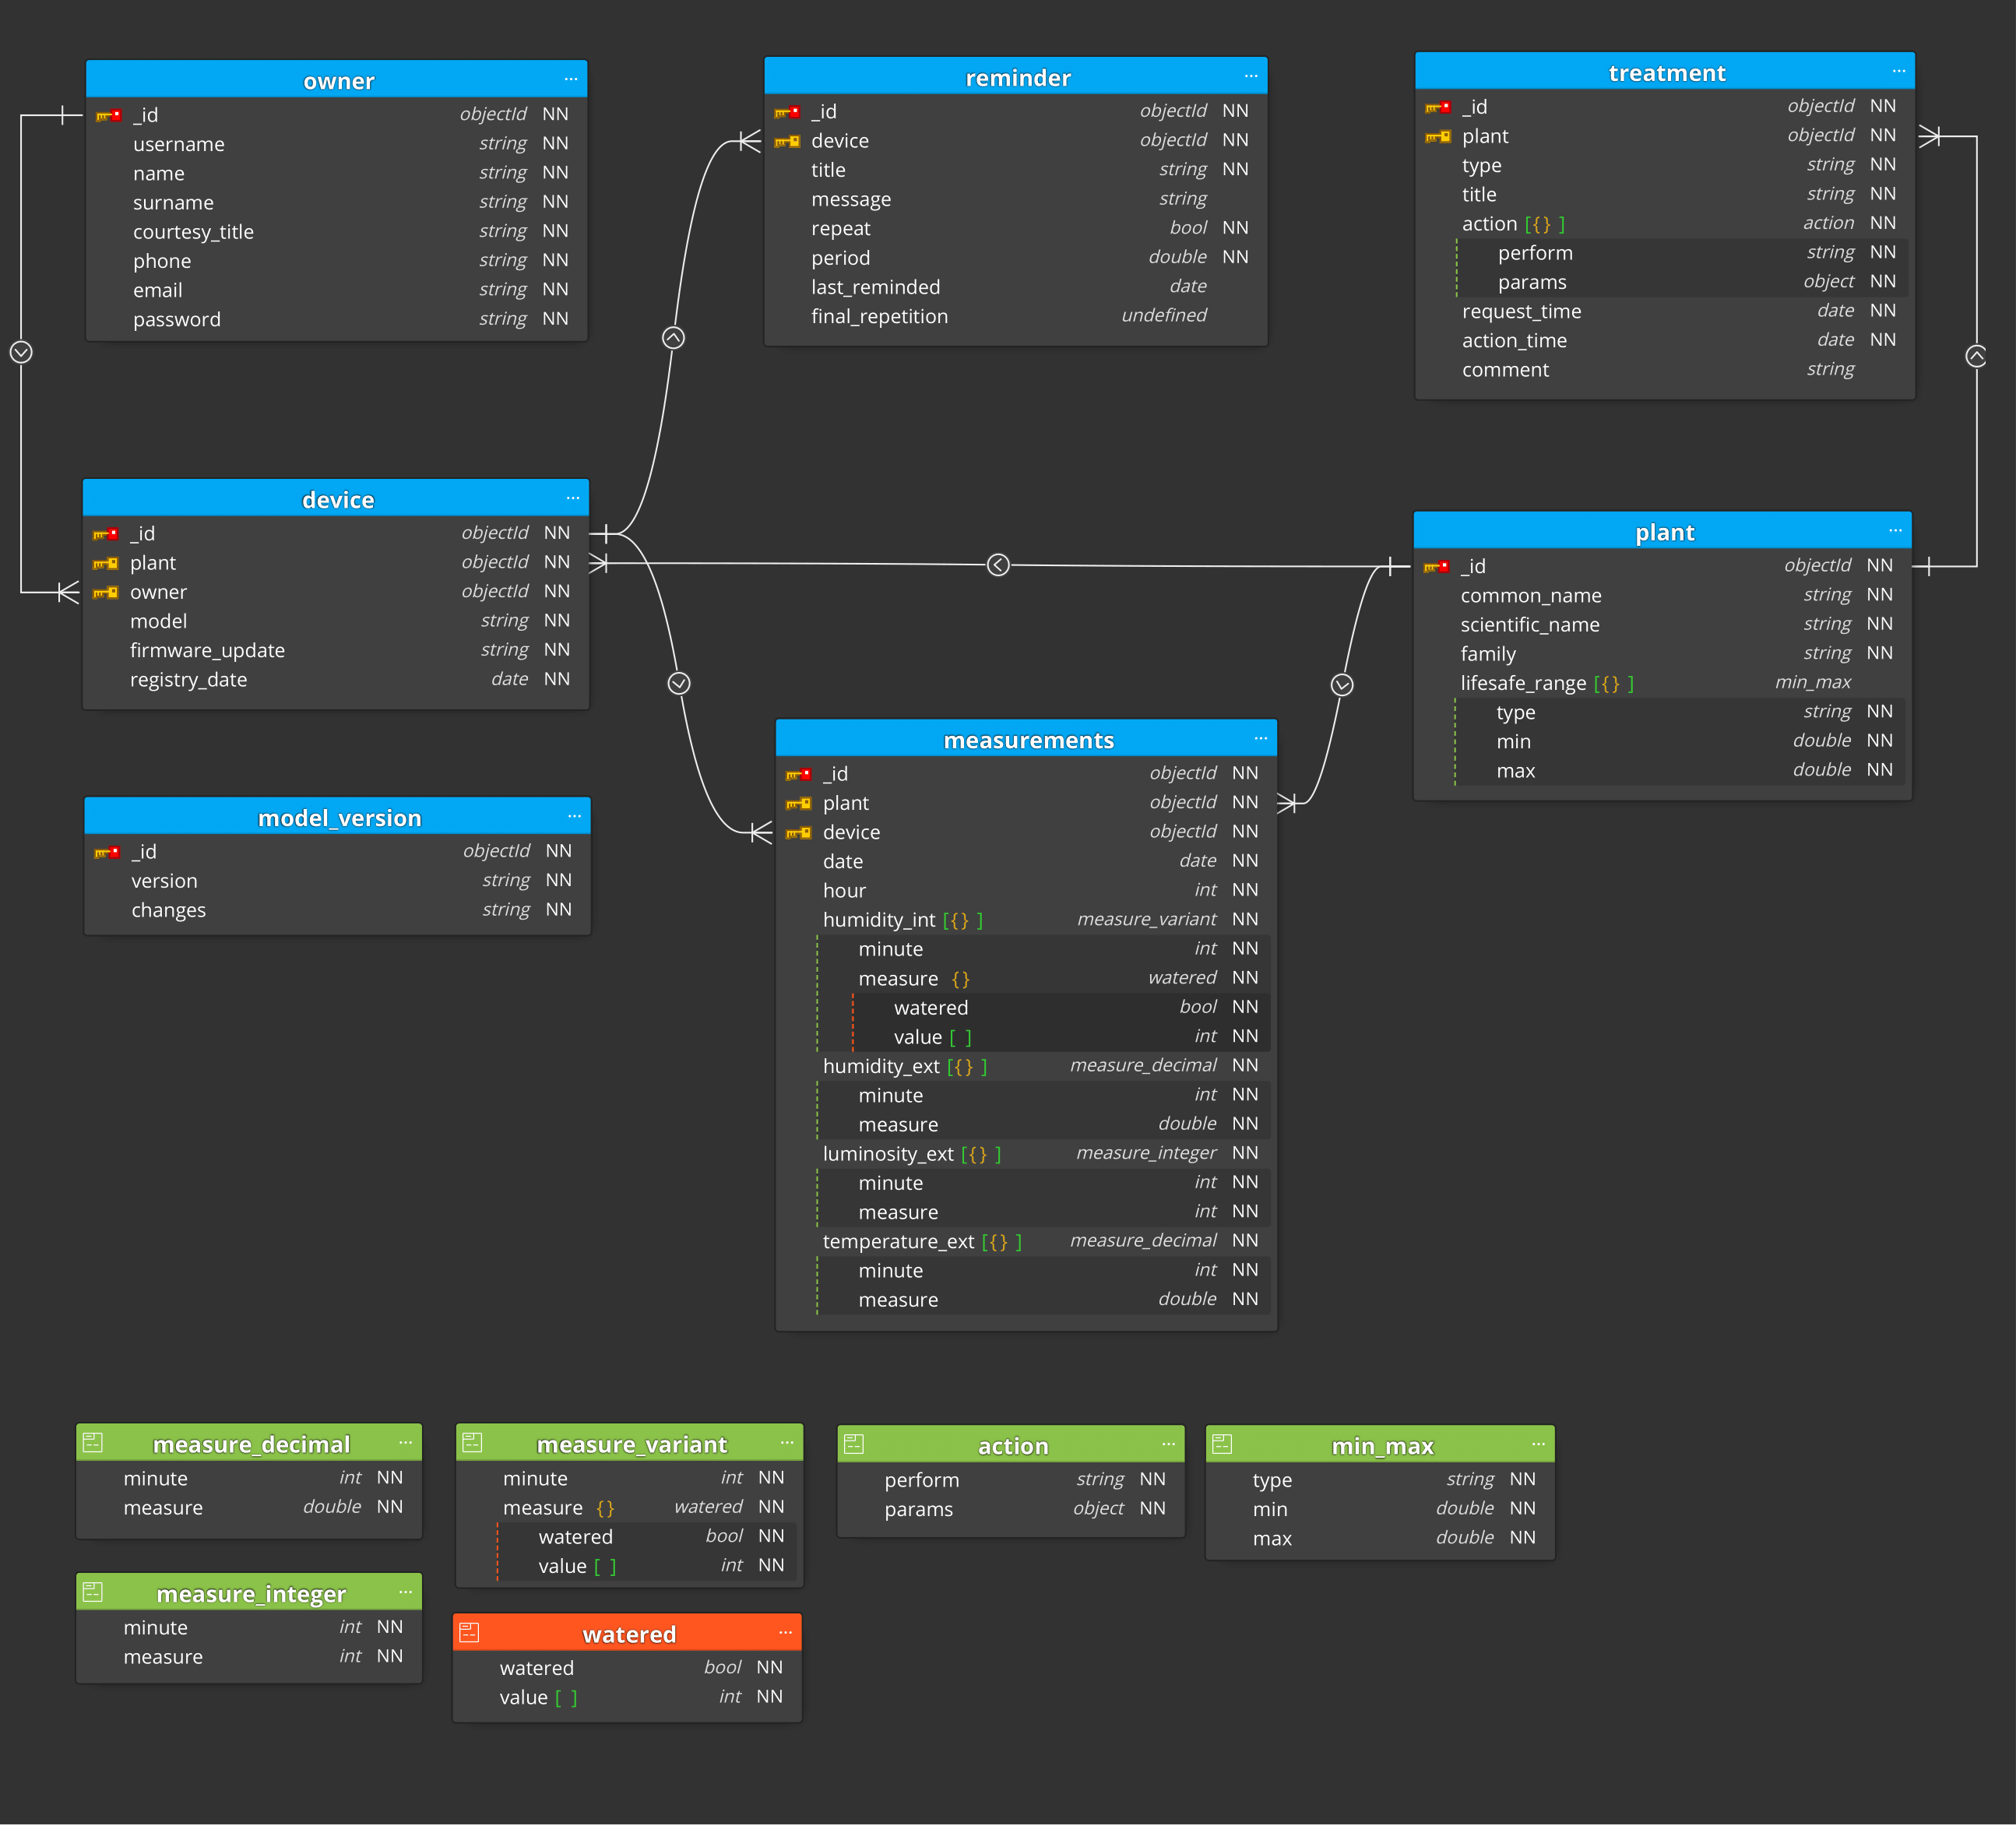 owner ...
_id objectId NN
username string NN
name string NN
surname string NN
courtesy_title string NN
phone string NN
email string NN
password string NN
reminder ...
_id objectId NN
device objectId NN
title string NN
message string
repeat bool NN
period double NN
last_reminded date
final_repetition undefined
treatment ...
_id objectId NN
plant objectId NN
type string NN
title string NN
action [{} ] action NN
perform string NN
params object NN
request_time date NN
action_time date NN
comment string
device ...
_id objectId NN
plant objectId NN
owner objectId NN
model string NN
firmware_update string NN
registry_date date NN
plant ...
_id objectId NN
common_name string NN
scientific_name string NN
family string NN
lifesafe_range [{} ] min_max
type string NN
min double NN
max double NN
model_version ...
_id objectId NN
version string NN
changes string NN
measurements ...
_id objectId NN
plant objectId NN
device objectId NN
date date NN
hour int NN
humidity_int [{} ] measure_variant NN
minute int NN
measure {} watered NN
watered bool NN
value [ ] int NN
humidity_ext [{} ] measure_decimal NN
minute int NN
measure double NN
luminosity_ext [{} ] measure_integer NN
minute int NN
measure int NN
temperature_ext [{} ] measure_decimal NN
minute int NN
measure double NN
measure_decimal ...
minute int NN
measure double NN
measure_variant ...
minute int NN
measure {} watered NN
watered bool NN
value [ ] int NN
action ...
perform string NN
params object NN
min_max ...
type string NN
min double NN
max double NN
measure_integer ...
minute int NN
measure int NN
watered ...
watered bool NN
value [ ] int NN